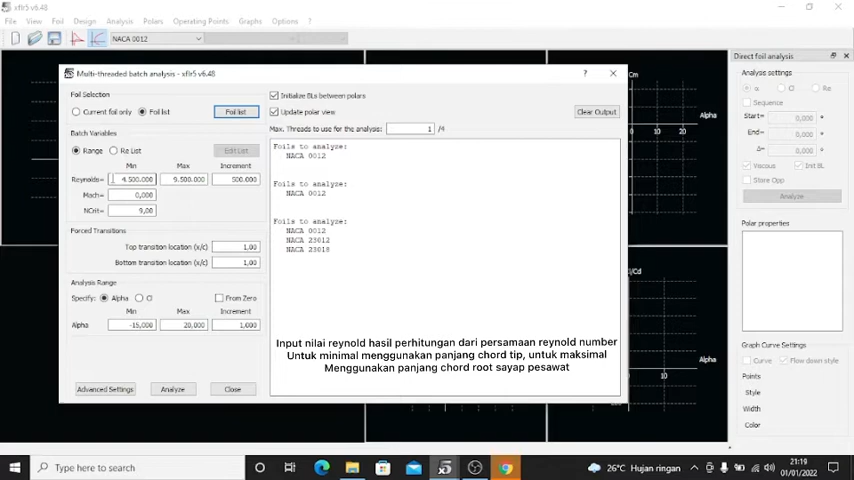 xflr5 v6.48
File View Foil Design Analysis Polars Operating Points Graphs Options ?
NACA 0012
Multi-threaded batch analysis - xflr5 v6.48
?
Foil Selection
Current foil only Foil list Foil list
Batch Variables
Range Re List Edit List
Min Max Increment
Reynolds= 4.500.000 9.500.000 500.000
Mach= 0,000
NCrit= 9,00
Forced Transitions
Top transition location (x/c) 1,00
Bottom transition location (x/c) 1,00
Analysis Range
Specify: Alpha Cl From Zero
Min Max Increment
Alpha -15,000 20,000 1,000
Advanced Settings Analyze Close
Initialize BLs between polars
Update polar view Clear Output
Max. Threads to use for the analysis: 1 /4
Foils to analyze:
NACA 0012
Foils to analyze:
NACA 0012
Foils to analyze:
NACA 0012
NACA 23012
NACA 23018
Input nilai reynold hasil perhitungan dari persamaan reynold number
Untuk minimal menggunakan panjang chord tip, untuk maksimal
Menggunakan panjang chord root sayap pesawat
Cm
Alpha
10 20
Cl/Cd
Alpha
10
Direct foil analysis
Analysis settings
α Cl Re
Sequence
Start= 0,000 °
End= 0,000 °
Δ= 0,000 °
Viscous Init BL
Store Opp
Analyze
Polar properties
Graph Curve Settings
Curve Flow down style
Points
Style
Width
Color
Type here to search
26°C Hujan ringan
21:19
01/01/2022